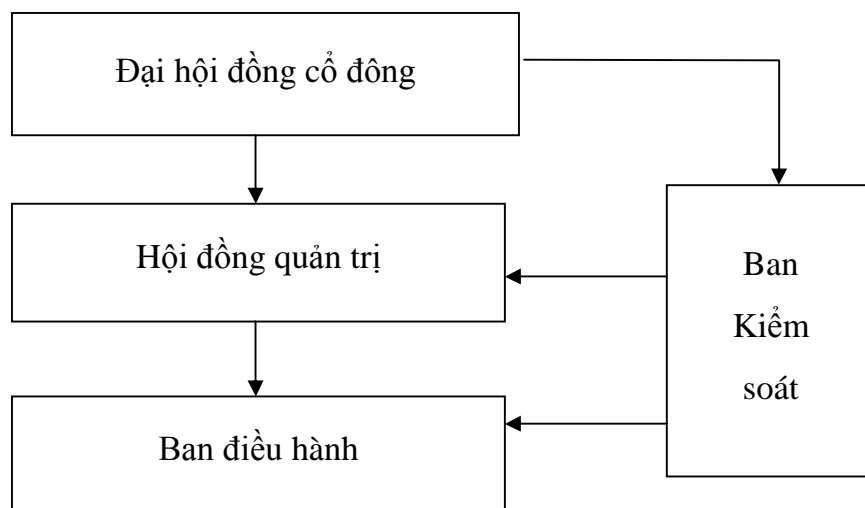 Đại hội đồng cổ đông
Hội đồng quản trị
Ban
Kiểm
soát
Ban điều hành